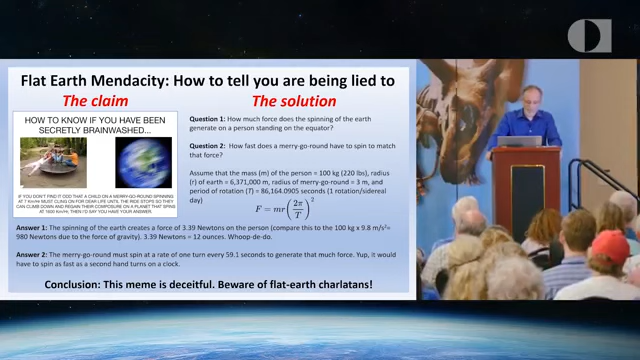 Flat Earth Mendacity: How to tell you are being lied to
The claim
HOW TO KNOW IF YOU HAVE BEEN
SECRETLY BRAINWASHED...
IF YOU DON'T FIND IT ODD THAT A CHILD ON A MERRY-GO-ROUND SPINNING
AT 7 Km/Hr MUST CLING ON FOR DEAR LIFE UNTIL THE RIDE STOPS SO THEY
CAN CLIMB DOWN AND REGAIN THEIR COMPOSURE ON A PLANET THAT SPINS
AT 1600 Km/Hr, THEN I'D SAY YOU HAVE YOUR ANSWER.
The solution
Question 1: How much force does the spinning of the earth
generate on a person standing on the equator?
Question 2: How fast does a merry-go-round have to spin to match
that force?
Assume that the mass (m) of the person = 100 kg (220 lbs), radius
(r) of earth = 6,371,000 m, radius of merry-go-round = 3 m, and
period of rotation (T) = 86,164.0905 seconds (1 rotation/sidereal
day)
F = mr(2π/T)²
Answer 1: The spinning of the earth creates a force of 3.39 Newtons on the person (compare this to the 100 kg x 9.8 m/s²=
980 Newtons due to the force of gravity). 3.39 Newtons = 12 ounces. Whoop-de-do.
Answer 2: The merry-go-round must spin at a rate of one turn every 59.1 seconds to generate that much force. Yup, it would
have to spin as fast as a second hand turns on a clock.
Conclusion: This meme is deceitful. Beware of flat-earth charlatans!